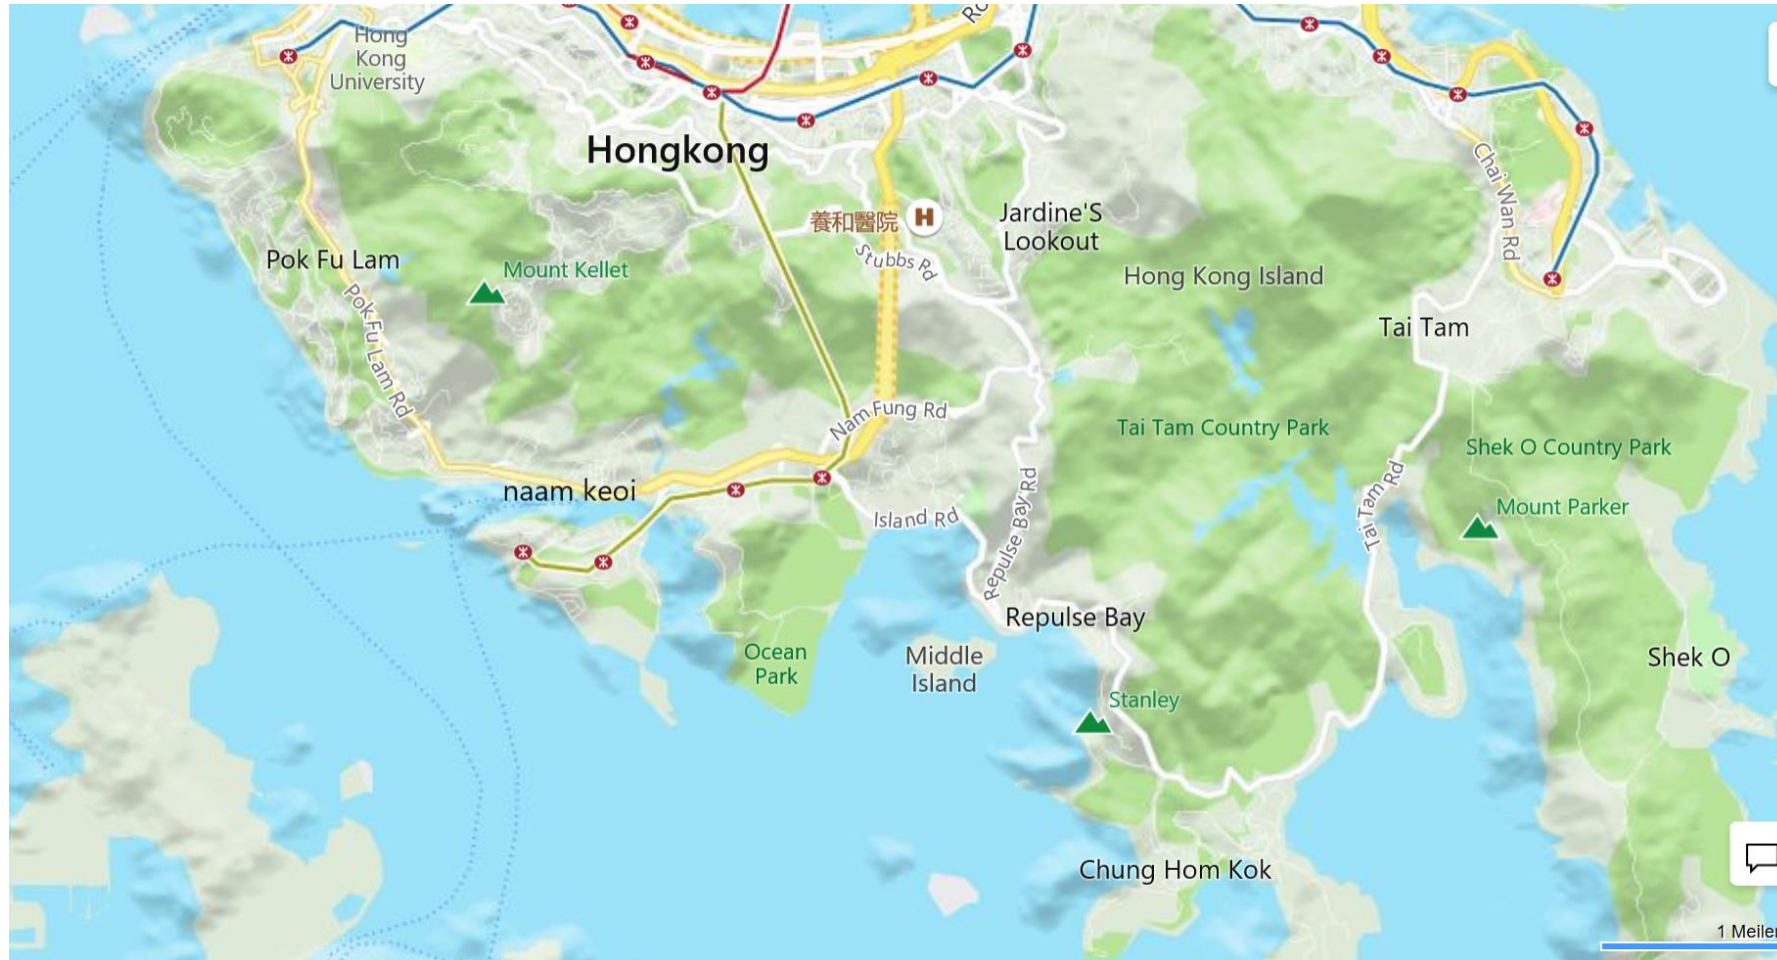 Ro
Hong
Kong
University
Hongkong
Chai Wan Rd
養和醫院
H
Jardine'S
Lookout
Pok Fu Lam
Mount Kellet
Stubbs Rd
Hong Kong Island
Pok Fu Lam Rd
Tai Tam
Nam Fung Rd
Tai Tam Country Park
Shek O Country Park
naam keoi
Island Rd
Repulse Bay Rd
Tai Tam Rd
Mount Parker
Repulse Bay
Ocean
Park
Middle
Island
Shek O
Stanley
Chung Hom Kok
1 Meilen